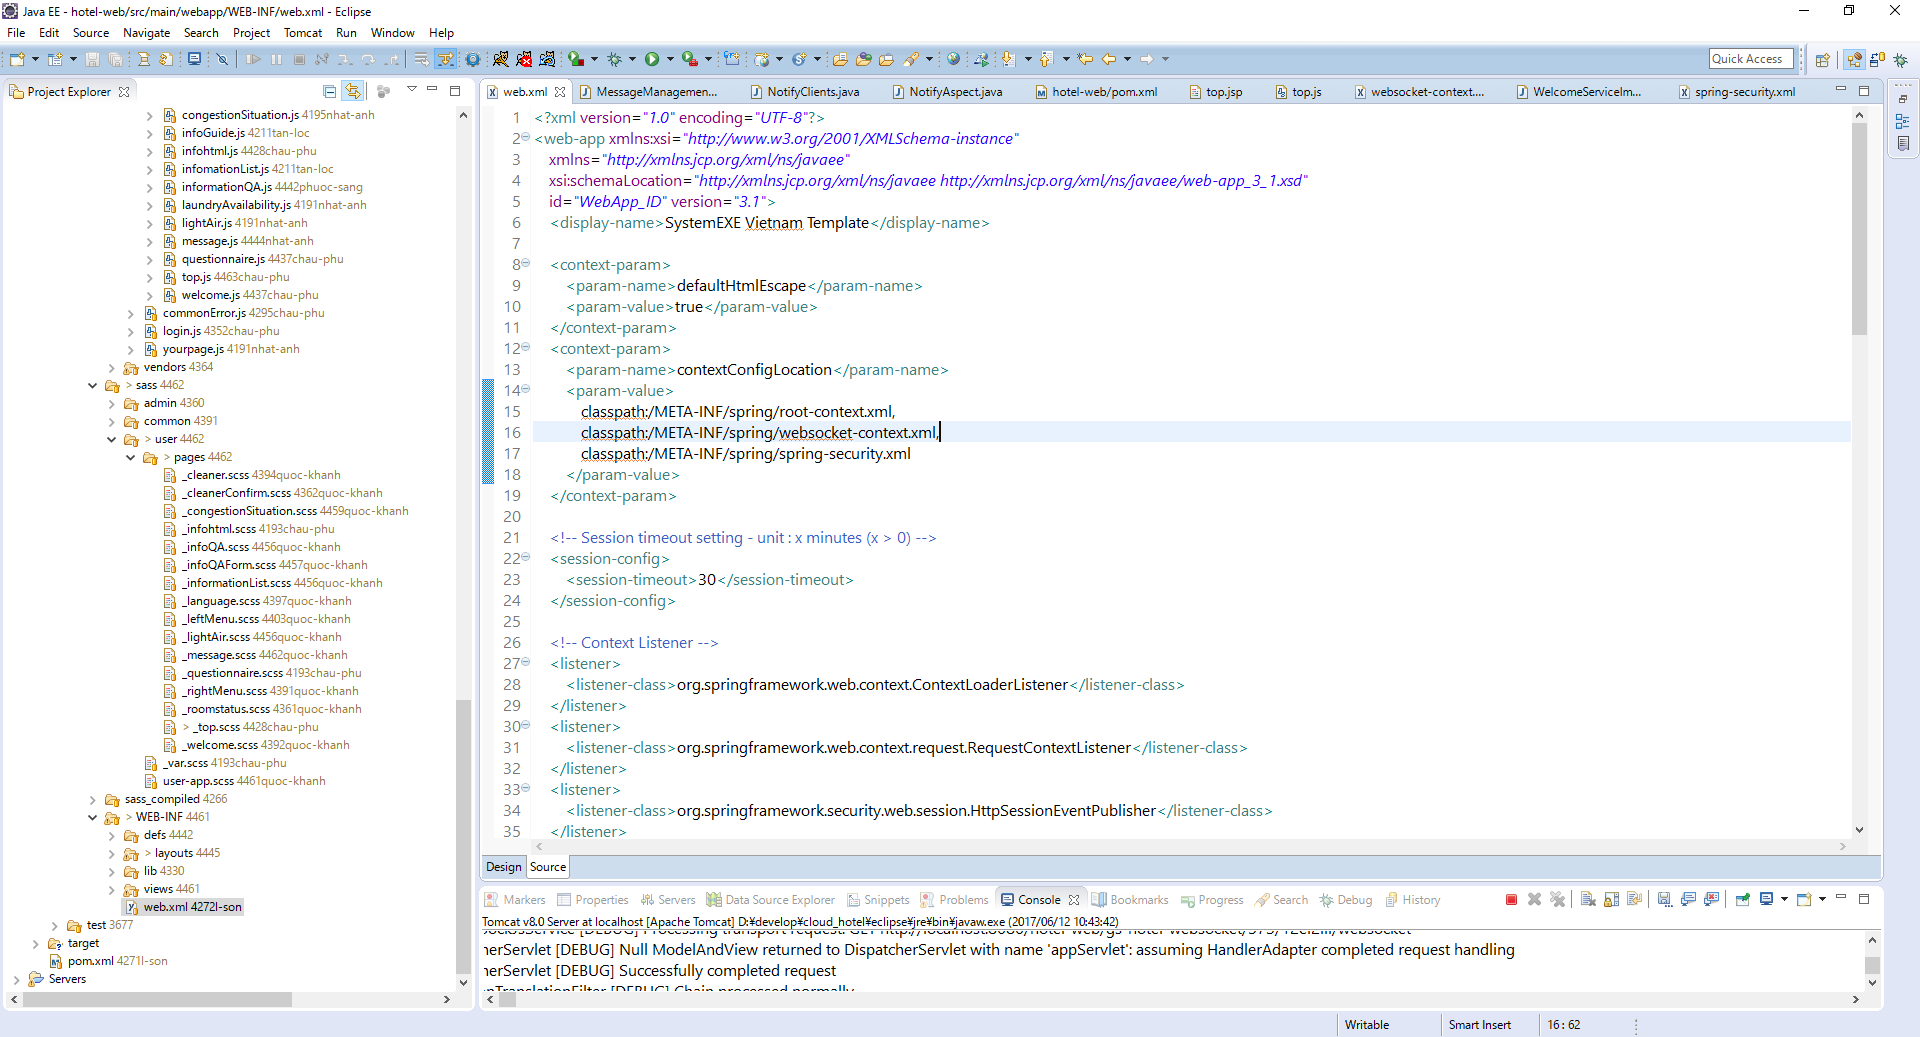 Java EE - hotel-web/src/main/webapp/WEB-INF/web.xml - Eclipse
File Edit Source Navigate Search Project Tomcat Run Window Help
Quick Access
Project Explorer
congestionSituation.js 4195nhat-anh
infoGuide.js 4211tan-loc
infohtml.js 4428chau-phu
infomationList.js 4211tan-loc
informationQA.js 4442phuoc-sang
laundryAvailability.js 4191nhat-anh
lightAir.js 4191nhat-anh
message.js 4444nhat-anh
questionnaire.js 4437chau-phu
top.js 4463chau-phu
welcome.js 4437chau-phu
commonError.js 4295chau-phu
login.js 4352chau-phu
yourpage.js 4191nhat-anh
vendors 4364
> sass 4462
admin 4360
common 4391
> user 4462
> pages 4462
_cleaner.scss 4394quoc-khanh
_cleanerConfirm.scss 4362quoc-khanh
_congestionSituation.scss 4459quoc-khanh
_infohtml.scss 4193chau-phu
_infoQA.scss 4456quoc-khanh
_infoQAForm.scss 4457quoc-khanh
_informationList.scss 4456quoc-khanh
_language.scss 4397quoc-khanh
_leftMenu.scss 4403quoc-khanh
_lightAir.scss 4456quoc-khanh
_message.scss 4462quoc-khanh
_questionnaire.scss 4193chau-phu
_rightMenu.scss 4391quoc-khanh
_roomstatus.scss 4361quoc-khanh
> _top.scss 4428chau-phu
_welcome.scss 4392quoc-khanh
_var.scss 4193chau-phu
user-app.scss 4461quoc-khanh
sass_compiled 4266
> WEB-INF 4461
defs 4442
> layouts 4445
lib 4330
views 4461
web.xml 4272l-son
test 3677
target
pom.xml 4271l-son
Servers
web.xml MessageManagemen... NotifyClients.java NotifyAspect.java hotel-web/pom.xml top.jsp top.js websocket-context.... WelcomeServiceIm... spring-security.xml
1 <?xml version="1.0" encoding="UTF-8"?>
2 <web-app xmlns:xsi="http://www.w3.org/2001/XMLSchema-instance"
3 xmlns="http://xmlns.jcp.org/xml/ns/javaee"
4 xsi:schemaLocation="http://xmlns.jcp.org/xml/ns/javaee http://xmlns.jcp.org/xml/ns/javaee/web-app_3_1.xsd"
5 id="WebApp_ID" version="3.1">
6 <display-name>SystemEXE Vietnam Template</display-name>
7
8 <context-param>
9 <param-name>defaultHtmlEscape</param-name>
10 <param-value>true</param-value>
11 </context-param>
12 <context-param>
13 <param-name>contextConfigLocation</param-name>
14 <param-value>
15 classpath:/META-INF/spring/root-context.xml,
16 classpath:/META-INF/spring/websocket-context.xml,
17 classpath:/META-INF/spring/spring-security.xml
18 </param-value>
19 </context-param>
20
21 <!-- Session timeout setting - unit : x minutes (x > 0) -->
22 <session-config>
23 <session-timeout>30</session-timeout>
24 </session-config>
25
26 <!-- Context Listener -->
27 <listener>
28 <listener-class>org.springframework.web.context.ContextLoaderListener</listener-class>
29 </listener>
30 <listener>
31 <listener-class>org.springframework.web.context.request.RequestContextListener</listener-class>
32 </listener>
33 <listener>
34 <listener-class>org.springframework.security.web.session.HttpSessionEventPublisher</listener-class>
35 </listener>
Design Source
Markers Properties Servers Data Source Explorer Snippets Problems Console Bookmarks Progress Search Debug History
Tomcat v8.0 Server at localhost [Apache Tomcat] D:¥develop¥cloud_hotel¥eclipse¥jre¥bin¥javaw.exe (2017/06/12 10:43:42)
nerServlet [DEBUG] Null ModelAndView returned to DispatcherServlet with name 'appServlet': assuming HandlerAdapter completed request handling
nerServlet [DEBUG] Successfully completed request
nTranslationFilter [DEBUG] Chain processed normally
Writable Smart Insert 16 : 62